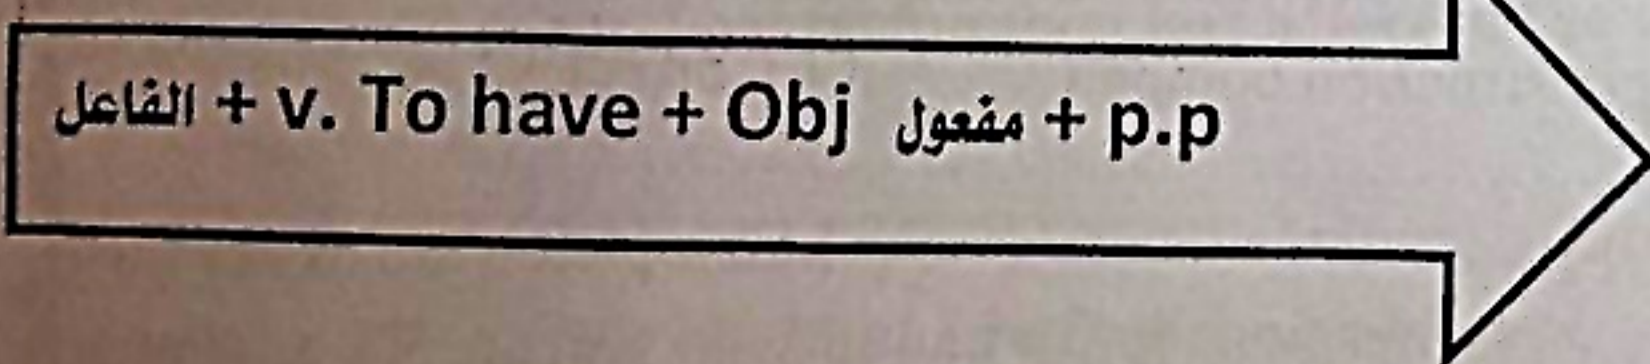 الفاعل + v. To have + Obj مفعول + p.p